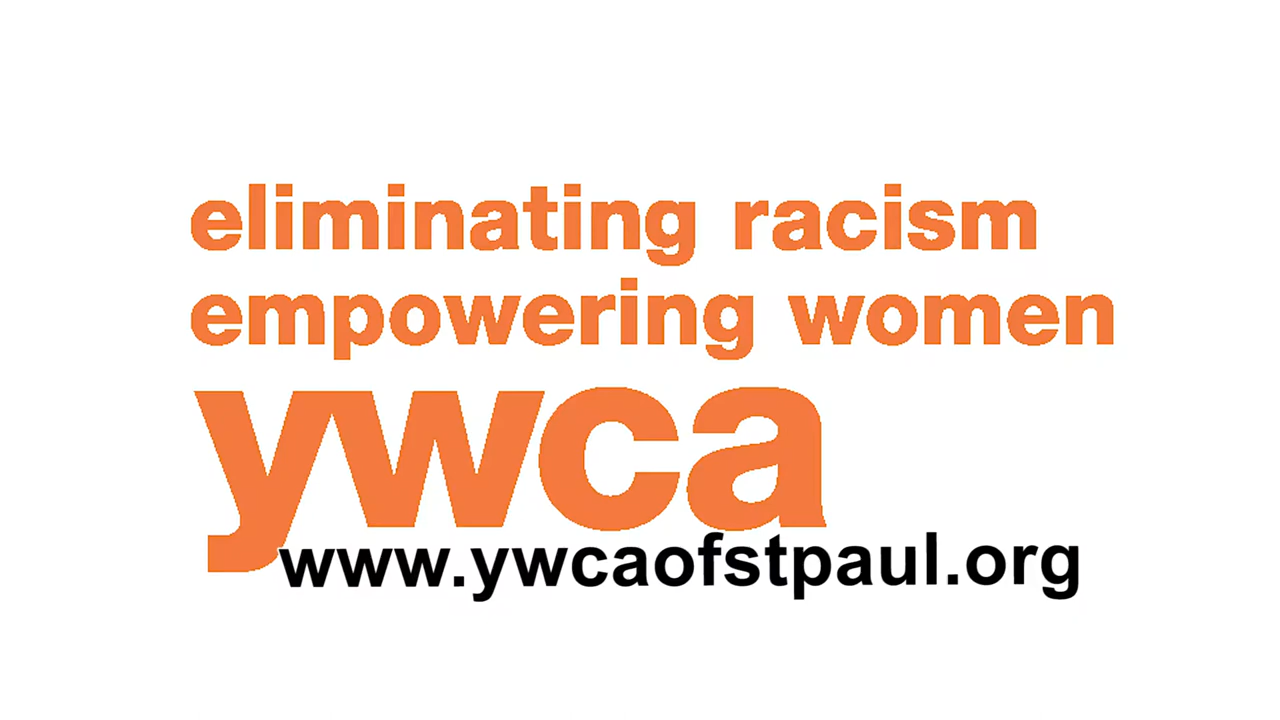 eliminating racism
empowering women
ywca
www.ywcaofstpaul.org